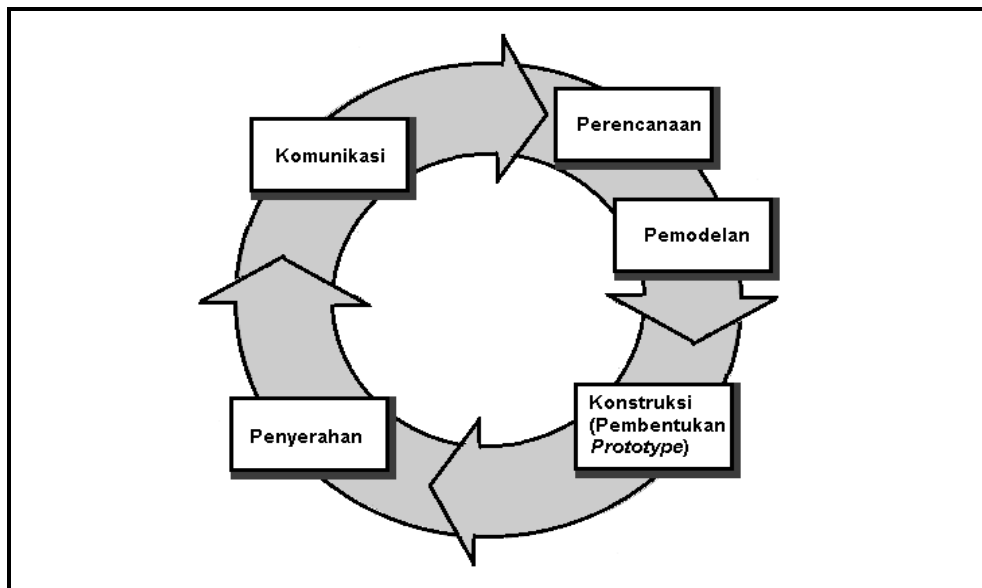 Komunikasi
Perencanaan
Pemodelan
Konstruksi
(Pembentukan
Prototype)
Penyerahan